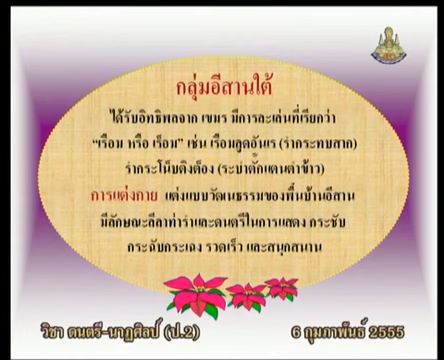 กลุ่มอีสานใต้
ได้รับอิทธิพลจาก เขมร มีการละเล่นที่เรียกว่า
“เรือม หรือ เร็อม” เช่น เรือมลูดอันเร (รำกระทบสาก)
รำกระโน็บติงต็อง (ระบำตั๊กแตนตำข้าว)
การแต่งกาย แต่งแบบวัฒนธรรมของพื้นบ้านอีสาน
มีลักษณะลีลาท่ารำและดนตรีในการแสดง กระชับ
กระฉับกระเฉง รวดเร็ว และสนุกสนาน
วิชา ดนตรี-นาฏศิลป์ (ป.2)
6 กุมภาพันธ์ 2555